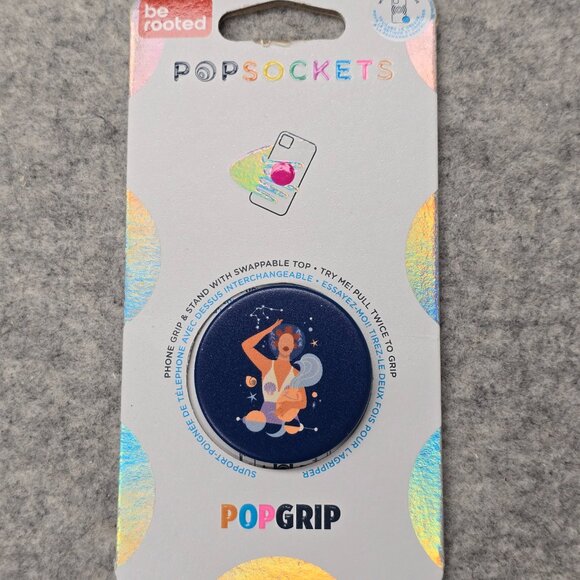 be
rooted
POPSOCKETS
PHONE GRIP & STAND WITH SWAPPABLE TOP • TRY ME! PULL TWICE TO GRIP
SUPPORT-POIGNÉE DE TÉLÉPHONE AVEC DESSUS INTERCHANGEABLE • ESSAYEZ-MOI! TIREZ-LE DEUX FOIS POUR L'AGRIPPER
POPGRIP